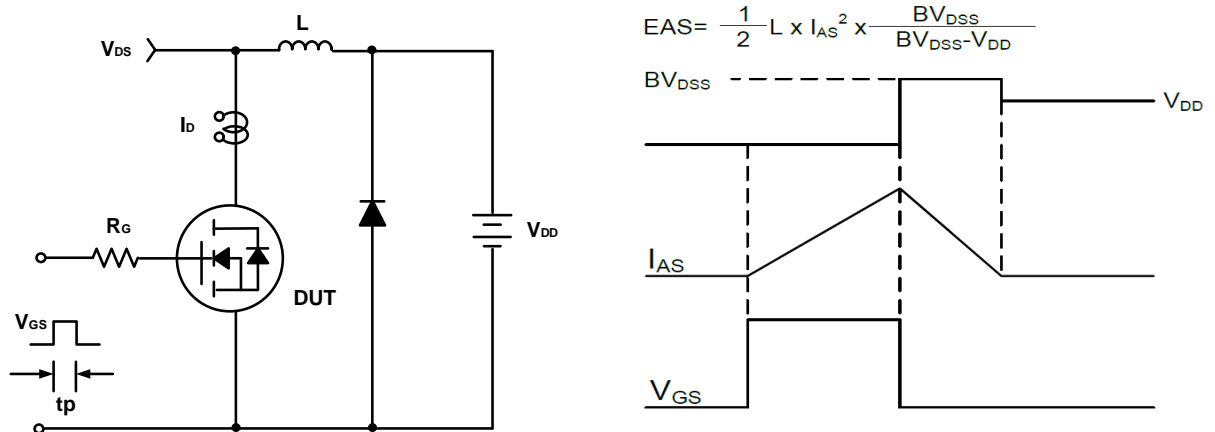 L
VDS
ID
RG
VDD
DUT
VGS
tp
EAS= 1/2 L x IAS² x BVDSS/BVDSS-VDD
BVDSS
VDD
IAS
VGS